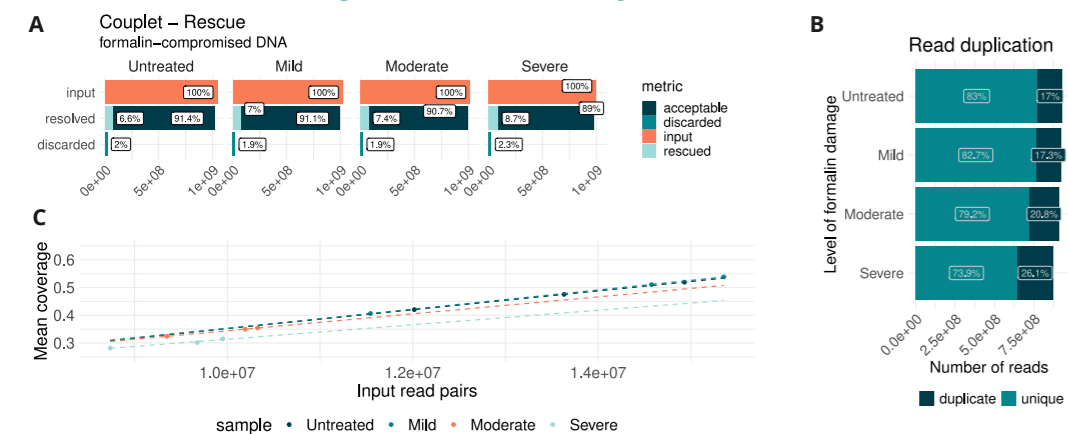 A
Couplet – Rescue
formalin–compromised DNA
Untreated
Mild
Moderate
Severe
input
resolved
discarded
100%
100%
100%
100%
6.6%
91.4%
7%
91.1%
7.4%
90.7%
8.7%
89%
2%
1.9%
1.9%
2.3%
0e+00
5e+08
1e+09
0e+00
5e+08
1e+09
0e+00
5e+08
1e+09
0e+00
5e+08
1e+09
metric
acceptable
discarded
input
rescued
B
Read duplication
Level of formalin damage
Untreated
83%
17%
Mild
82.7%
17.3%
Moderate
79.2%
20.8%
Severe
73.9%
26.1%
0.0e+00
2.5e+08
5.0e+08
7.5e+08
Number of reads
duplicate
unique
C
Mean coverage
0.6
0.5
0.4
0.3
1.0e+07
1.2e+07
1.4e+07
Input read pairs
sample
Untreated
Mild
Moderate
Severe